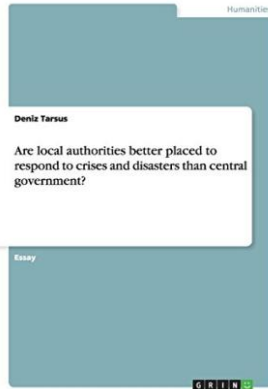 Humanities
Deniz Tarsus
Are local authorities better placed to
respond to crises and disasters than central
government?
Essay
GRIN